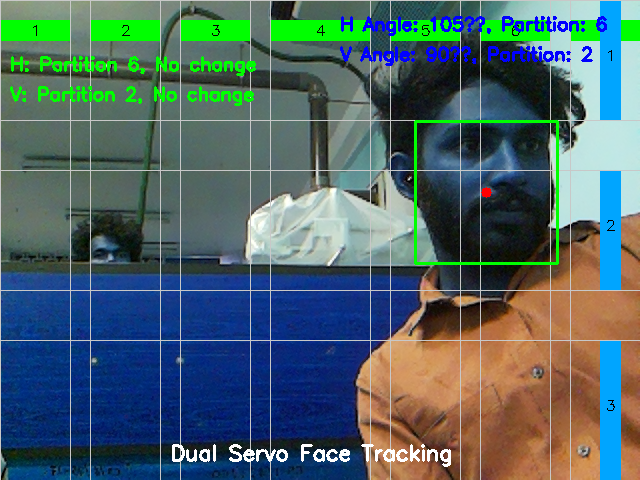 H Angle: 105??, Partition: 6
1 2 3 4 5 6
V Angle: 90??, Partition: 2
1
H: Partition 6, No change
V: Partition 2, No change
2
3
Dual Servo Face Tracking